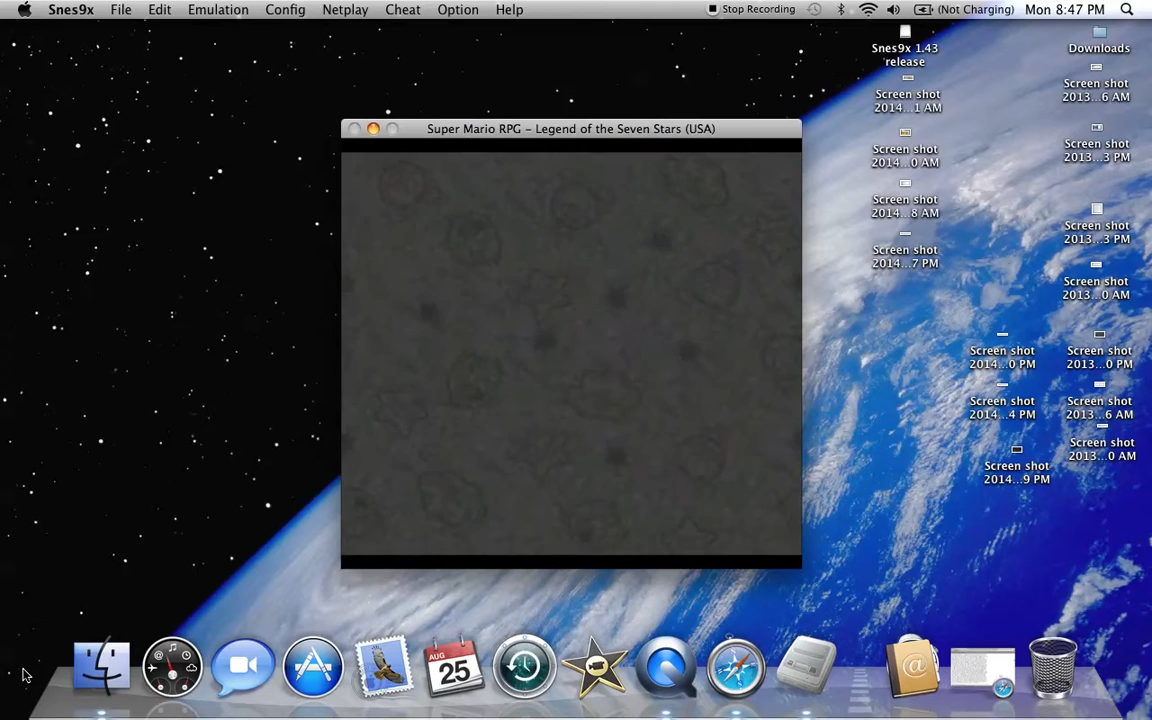 Snes9x File Edit Emulation Config Netplay Cheat Option Help Stop Recording (Not Charging) Mon 8:47 PM
Snes9x 1.43
release
Downloads
Screen shot
2014...1 AM
Screen shot
2013...6 AM
Super Mario RPG – Legend of the Seven Stars (USA)
Screen shot
2014...0 AM
Screen shot
2013...3 PM
Screen shot
2014...8 AM
Screen shot
2013...3 PM
Screen shot
2014...7 PM
Screen shot
2013...0 AM
Screen shot
2014...0 PM
Screen shot
2013...0 PM
Screen shot
2014...4 PM
Screen shot
2013...6 AM
Screen shot
2013...0 AM
Screen shot
2014...9 PM
AUG
25
@